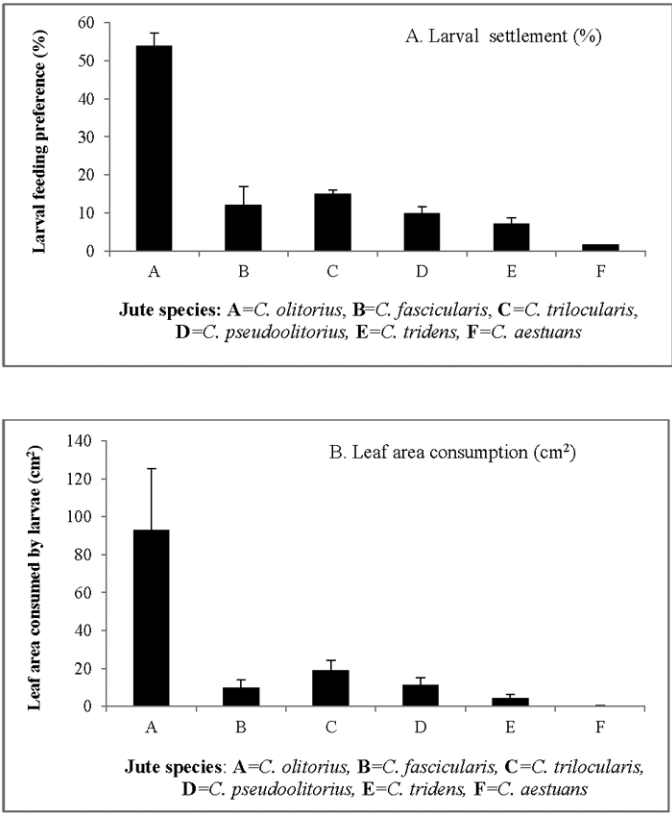 A. Larval settlement (%)
Larval feeding preference (%)
60
50
40
30
20
10
0
A B C D E F
Jute species: A=C. olitorius, B=C. fascicularis, C=C. trilocularis,
D=C. pseudoolitorius, E=C. tridens, F=C. aestuans
B. Leaf area consumption (cm²)
Leaf area consumed by larvae (cm²)
140
120
100
80
60
40
20
0
A B C D E F
Jute species: A=C. olitorius, B=C. fascicularis, C=C. trilocularis,
D=C. pseudoolitorius, E=C. tridens, F=C. aestuans